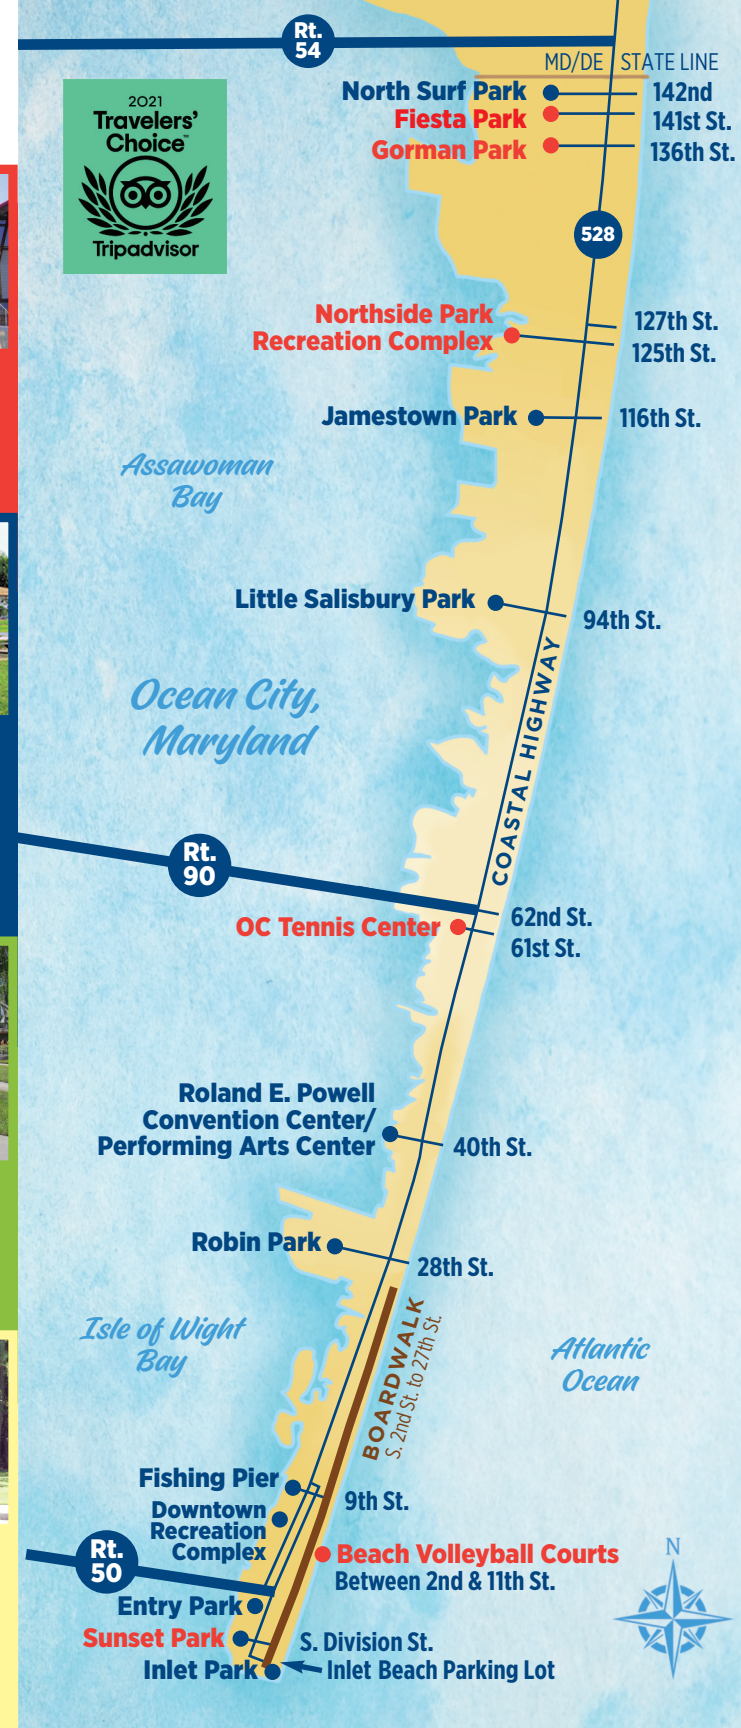 Rt.
54
MD/DE STATE LINE
2021
Travelers'
Choice™
Tripadvisor
North Surf Park
142nd
Fiesta Park
141st St.
Gorman Park
136th St.
528
Northside Park
Recreation Complex
127th St.
125th St.
Jamestown Park
116th St.
Assawoman
Bay
Little Salisbury Park
94th St.
Ocean City,
Maryland
COASTAL HIGHWAY
Rt.
90
62nd St.
OC Tennis Center
61st St.
Roland E. Powell
Convention Center/
Performing Arts Center
40th St.
Robin Park
28th St.
Isle of Wight
Bay
BOARDWALK
S. 2nd St. to 27th St.
Atlantic
Ocean
Fishing Pier
9th St.
Downtown
Recreation
Complex
Rt.
50
Beach Volleyball Courts
Between 2nd & 11th St.
N
Entry Park
Sunset Park
S. Division St.
Inlet Park
Inlet Beach Parking Lot